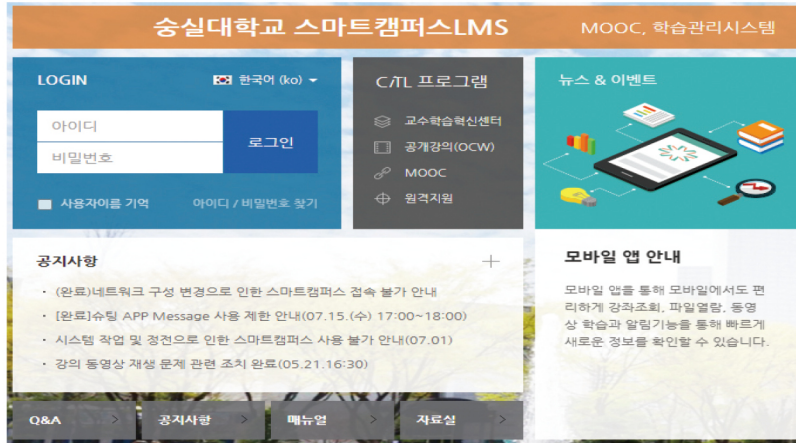 숭실대학교 스마트캠퍼스LMS MOOC, 학습관리시스템
LOGIN 한국어 (ko)
아이디
비밀번호
로그인
사용자이름 기억 아이디 / 비밀번호 찾기
CiTL 프로그램
교수학습혁신센터
공개강의(OCW)
MOOC
원격지원
뉴스 & 이벤트
공지사항
· (완료)네트워크 구성 변경으로 인한 스마트캠퍼스 접속 불가 안내
· [완료]슈팅 APP Message 사용 제한 안내(07.15.(수) 17:00~18:00)
· 시스템 작업 및 정전으로 인한 스마트캠퍼스 사용 불가 안내(07.01)
· 강의 동영상 재생 문제 관련 조치 완료(05.21.16:30)
모바일 앱 안내
모바일 앱를 통해 모바일에서도 편
리하게 강좌조회, 파일열람, 동영
상 학습과 알림기능을 통해 빠르게
새로운 정보를 확인할 수 있습니다.
Q&A > 공지사항 > 매뉴얼 > 자료실 >